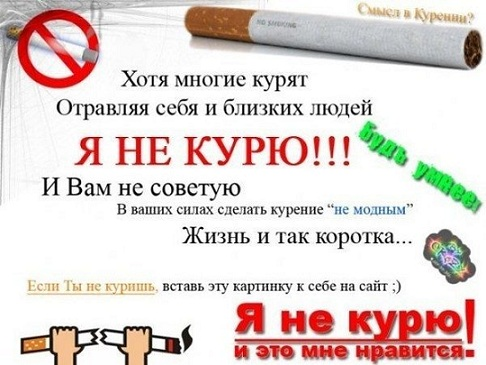 Смысл в Курении?
Хотя многие курят
Отравляя себя и близких людей
Я НЕ КУРЮ!!!
Будь умнее!
И Вам не советую
В ваших силах сделать курение “не модным”
Жизнь и так коротка...
Если Ты не куришь, вставь эту картинку к себе на сайт ;)
Я не курю!
и это мне нравится.